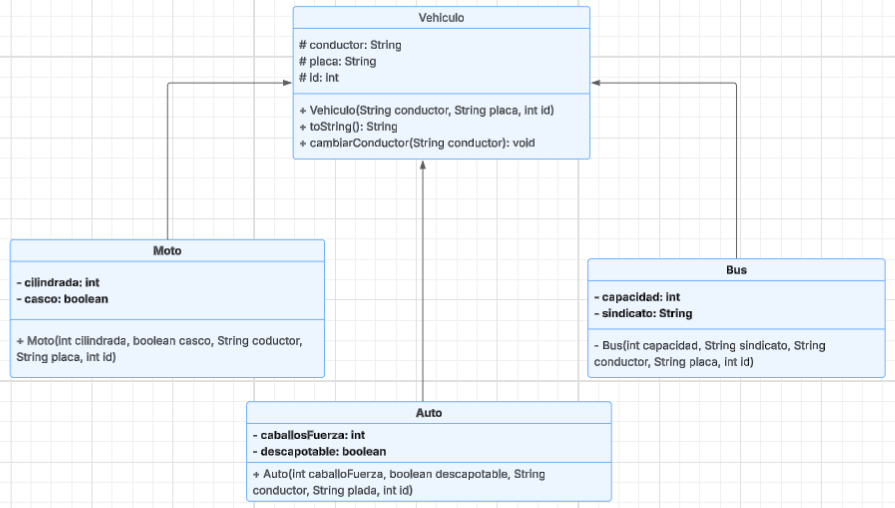 Vehiculo
# conductor: String
# placa: String
# id: int
+ Vehiculo(String conductor, String placa, int id)
+ toString(): String
+ cambiarConductor(String conductor): void
Moto
- cilindrada: int
- casco: boolean
+ Moto(int cilindrada, boolean casco, String coductor,
String placa, int id)
Bus
- capacidad: int
- sindicato: String
- Bus(int capacidad, String sindicato, String
conductor, String placa, int id)
Auto
- caballosFuerza: int
- descapotable: boolean
+ Auto(int caballoFuerza, boolean descapotable, String
conductor, String plada, int id)